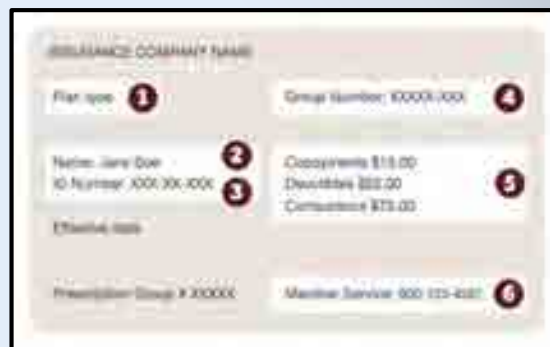 INSURANCE COMPANY NAME
Plan type 1
Group Number: XXXXX-XXX 4
Name: Jane Doe 2
ID Number: XXX-XX-XXX 3
Copayments $15.00
Deductibles $50.00
$75.00
5
Effective date
Prescription Group # XXXXX
Member Service: 800 6